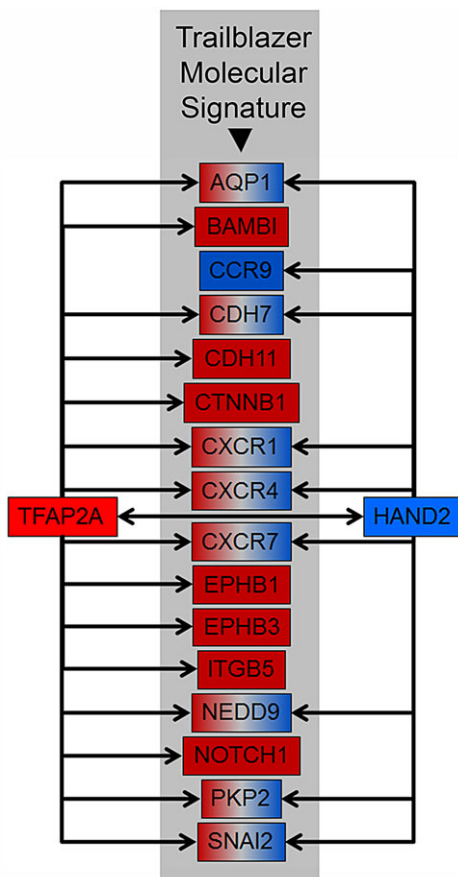 Trailblazer
Molecular
Signature
AQP1
BAMBI
CCR9
CDH7
CDH11
CTNNB1
CXCR1
CXCR4
TFAP2A
HAND2
CXCR7
EPHB1
EPHB3
ITGB5
NEDD9
NOTCH1
PKP2
SNAI2